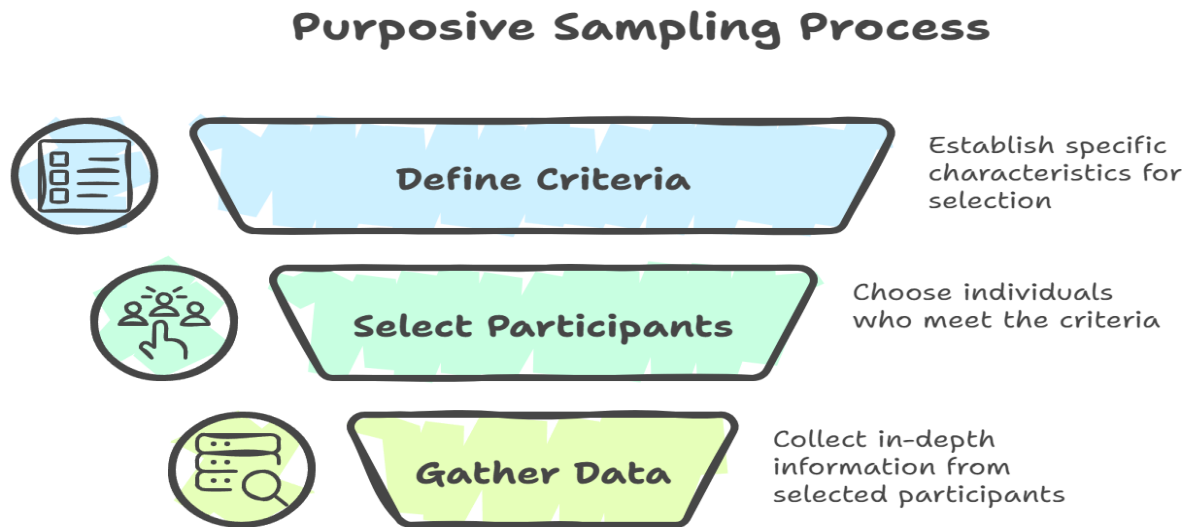 Purposive Sampling Process
Define Criteria
Establish specific
characteristics for
selection
Select Participants
Choose individuals
who meet the criteria
Gather Data
Collect in-depth
information from
selected participants